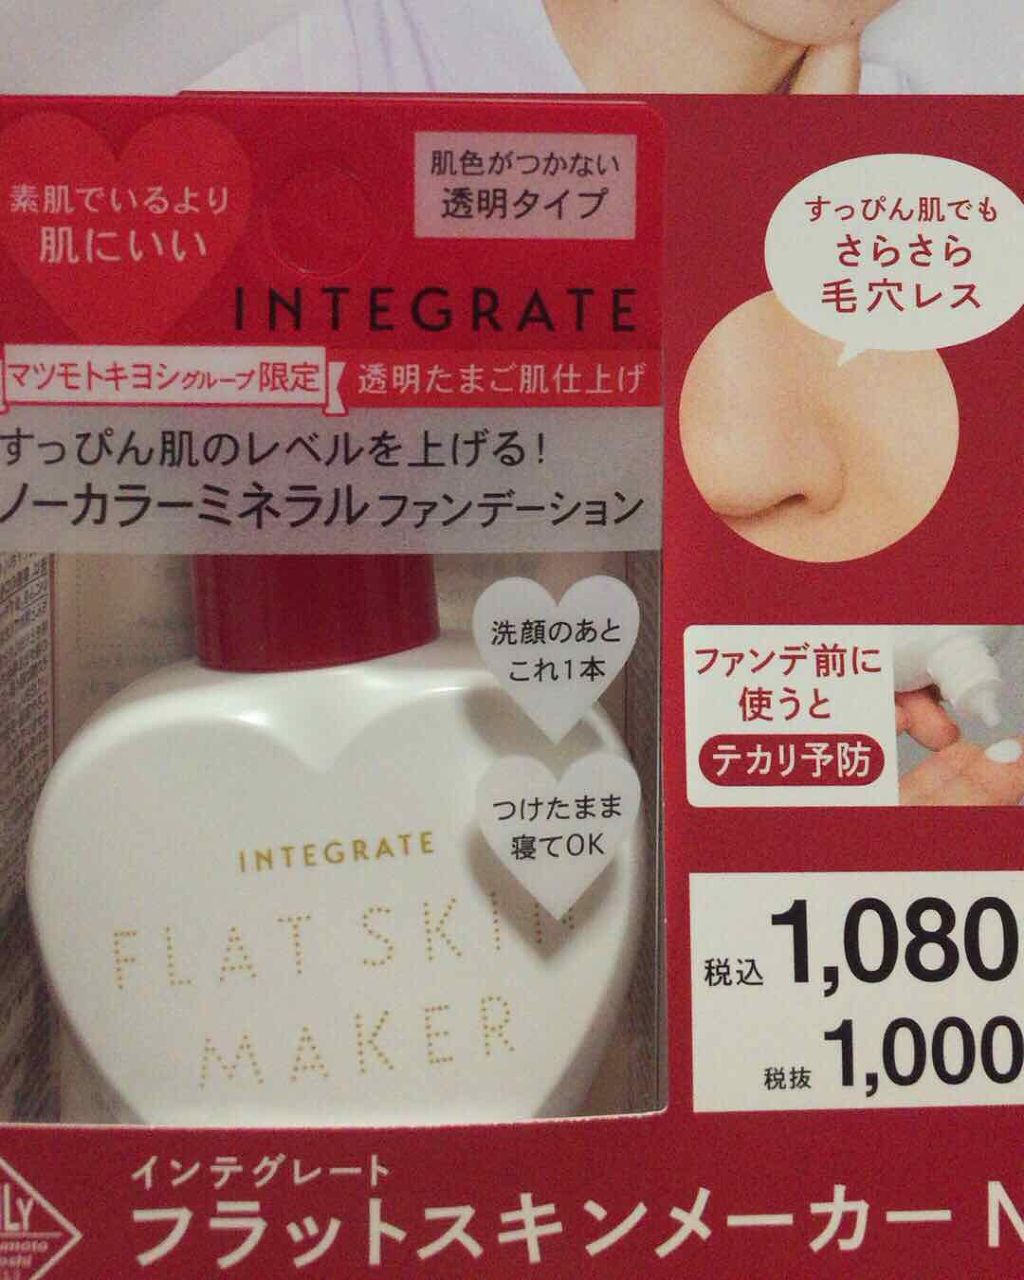 素肌でいるより
肌にいい
肌色がつかない
透明タイプ
INTEGRATE
マツモトキヨシグループ限定
透明たまご肌仕上げ
すっぴん肌のレベルを上げる!
ノーカラーミネラルファンデーション
洗顔のあと
これ1本
つけたまま
寝てOK
INTEGRATE
FLAT SKIN
MAKER
すっぴん肌でも
さらさら
毛穴レス
ファンデ前に
使うと
テカリ予防
税込 1,080
税抜 1,000
インテグレート
フラットスキンメーカー N